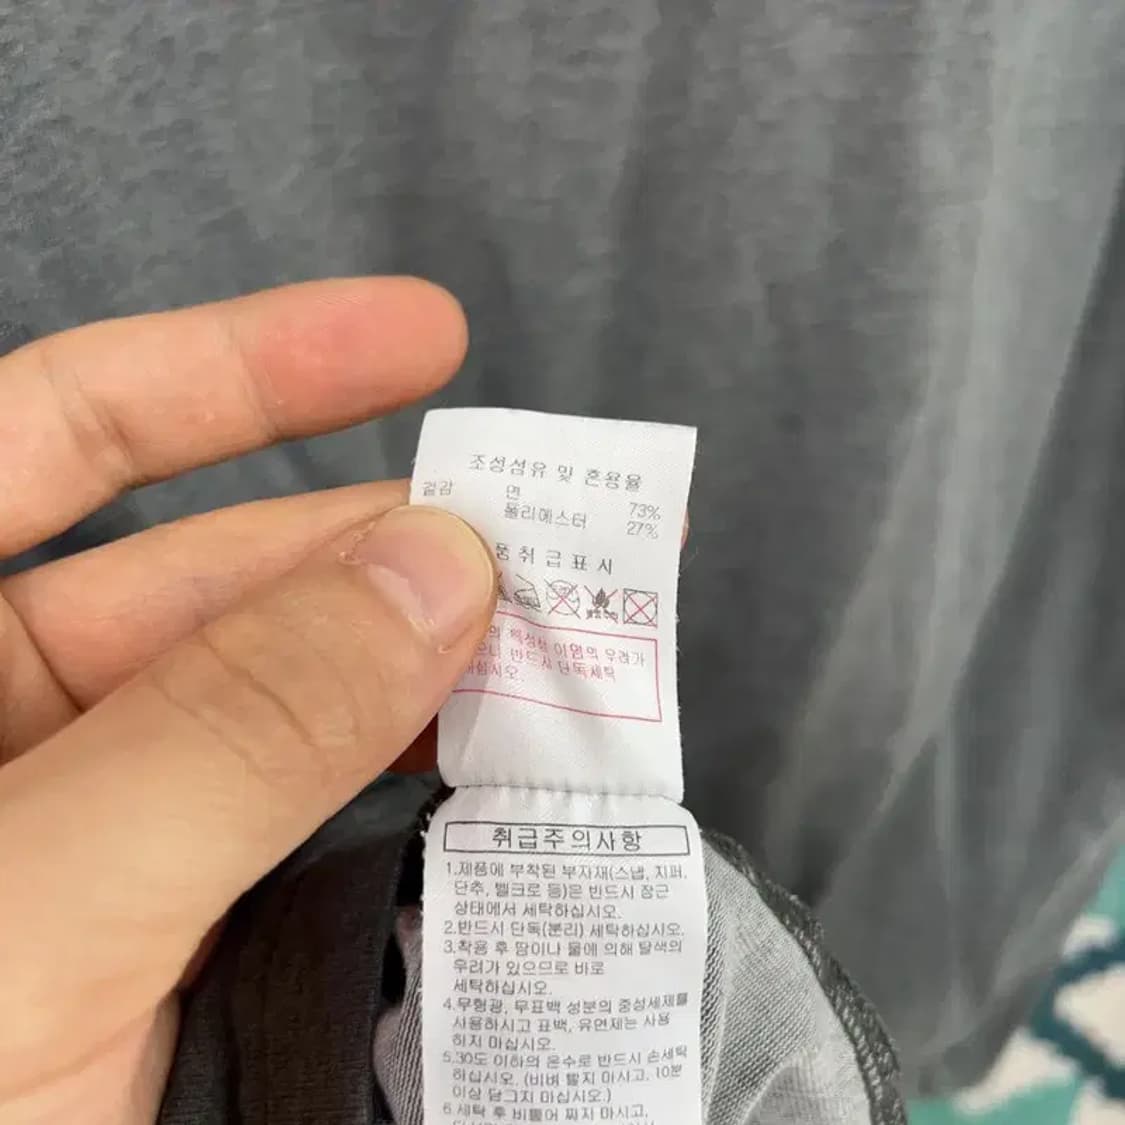 조성섬유 및 혼용율
겉감 면 73%
폴리에스터 27%
품취급표시
의 특성상 이염의 우려가
으니 반드시 단독세탁
하십시오.
취급주의사항
1.제품에 부착된 부자재(스냅, 지퍼,
단추, 벨크로 등)은 반드시 잠근
상태에서 세탁하십시오.
2.반드시 단독(분리) 세탁하십시오.
3.착용 후 땀이나 물에 의해 탈색의
우려가 있으므로 바로
세탁하십시오.
4.무형광, 무표백 성분의 중성세제를
사용하시고 표백, 유연제는 사용
하지 마십시오.
5.30도 이하의 온수로 반드시 손세탁
하십시오. (비벼 빨지 마시고, 10분
이상 담그지 마십시오.)
6.세탁 후 비틀어 짜지 마시고,